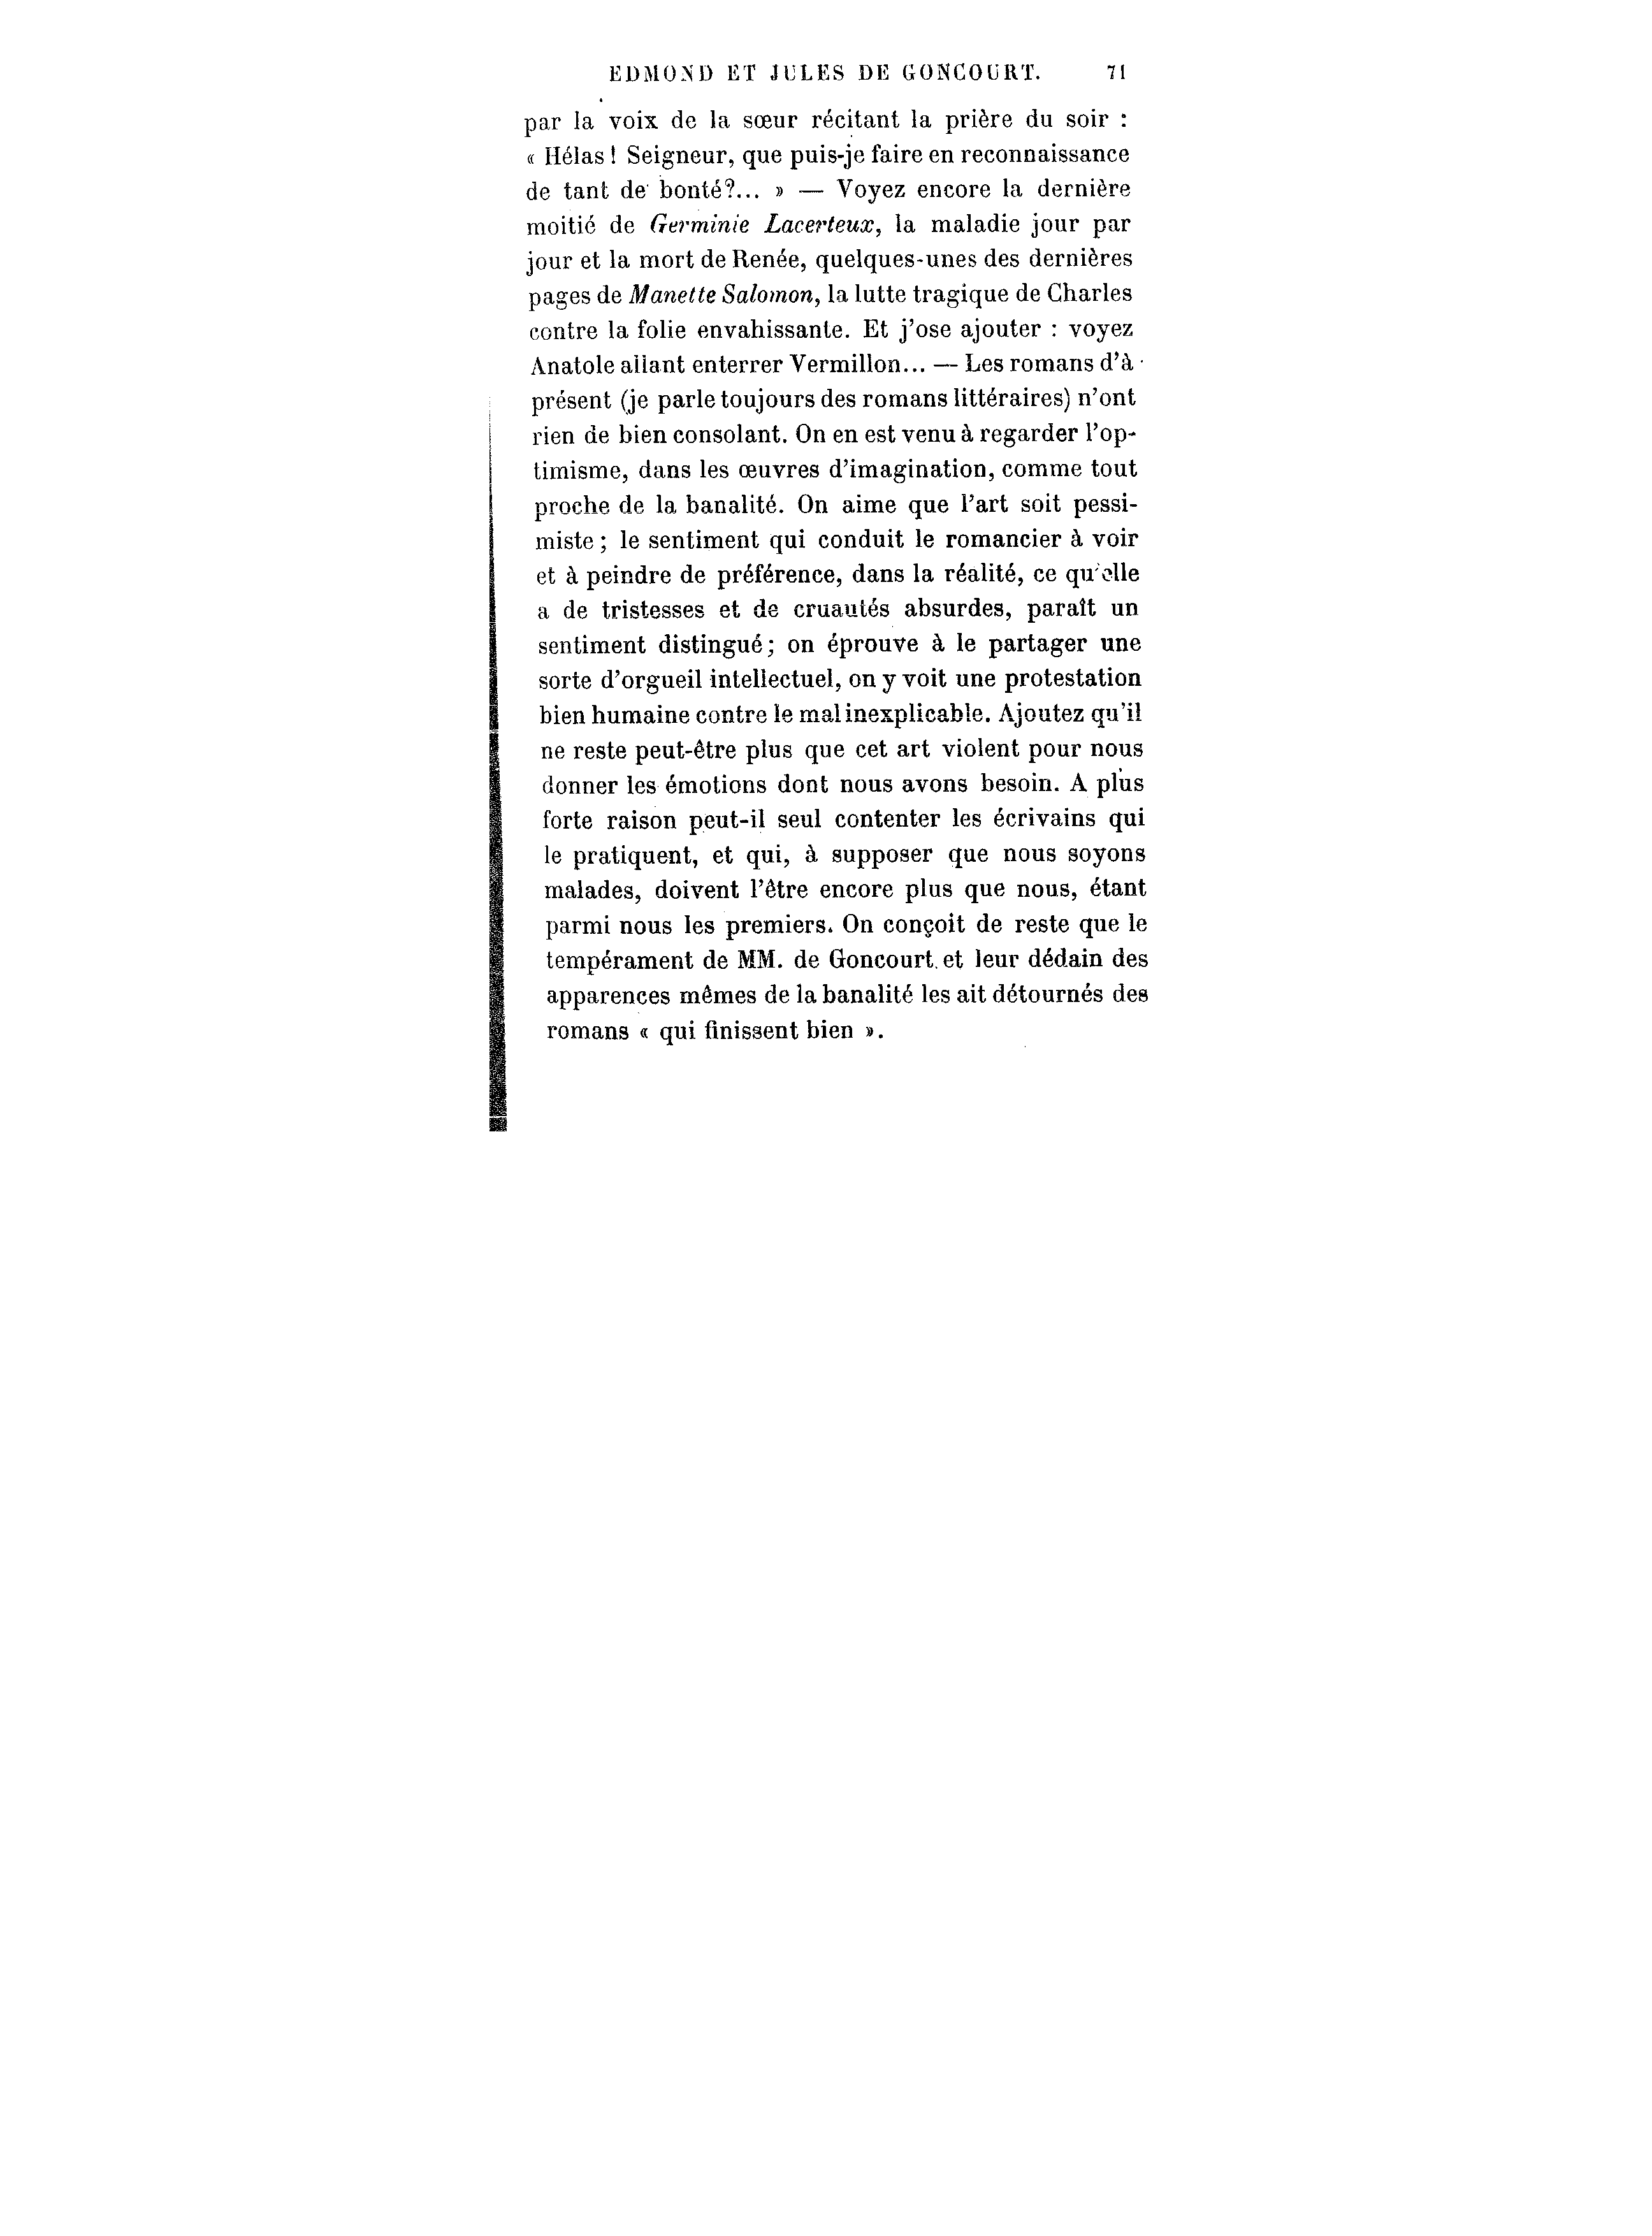 EDMOND ET JULES DE GONCOURT. 71
par la voix de la sœur récitant la prière du soir :
« Hélas ! Seigneur, que puis-je faire en reconnaissance
de tant de bonté?... » — Voyez encore la dernière
moitié de Germinie Lacerteux, la maladie jour par
jour et la mort de Renée, quelques-unes des dernières
pages de Manette Salomon, la lutte tragique de Charles
contre la folie envahissante. Et j'ose ajouter : voyez
Anatole allant enterrer Vermillon... — Les romans d'à
présent (je parle toujours des romans littéraires) n'ont
rien de bien consolant. On en est venu à regarder l'op-
timisme, dans les œuvres d'imagination, comme tout
proche de la banalité. On aime que l'art soit pessi-
miste ; le sentiment qui conduit le romancier à voir
et à peindre de préférence, dans la réalité, ce qu'elle
a de tristesses et de cruautés absurdes, paraît un
sentiment distingué; on éprouve à le partager une
sorte d'orgueil intellectuel, on y voit une protestation
bien humaine contre le mal inexplicable. Ajoutez qu'il
ne reste peut-être plus que cet art violent pour nous
donner les émotions dont nous avons besoin. A plus
forte raison peut-il seul contenter les écrivains qui
le pratiquent, et qui, à supposer que nous soyons
malades, doivent l'être encore plus que nous, étant
parmi nous les premiers. On conçoit de reste que le
tempérament de MM. de Goncourt et leur dédain des
apparences mêmes de la banalité les ait détournés des
romans « qui finissent bien ».